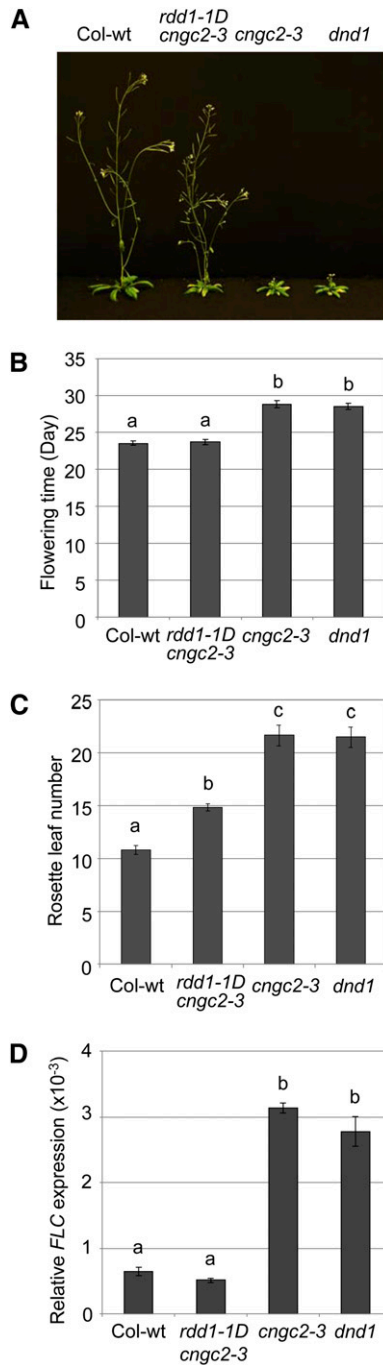 A
Col-wt
rdd1-1D
cngc2-3
cngc2-3
dnd1
B
Flowering time (Day)
35
30
25
20
15
10
5
0
a
a
b
b
Col-wt
rdd1-1D
cngc2-3
cngc2-3
dnd1
C
Rosette leaf number
25
20
15
10
5
0
a
b
c
c
Col-wt
rdd1-1D
cngc2-3
cngc2-3
dnd1
D
Relative FLC expression (x10⁻³)
4
3
2
1
0
a
a
b
b
Col-wt
rdd1-1D
cngc2-3
cngc2-3
dnd1